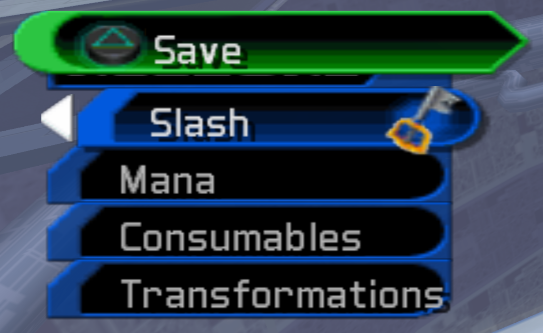 Save
Slash
Mana
Consumables
Transformations